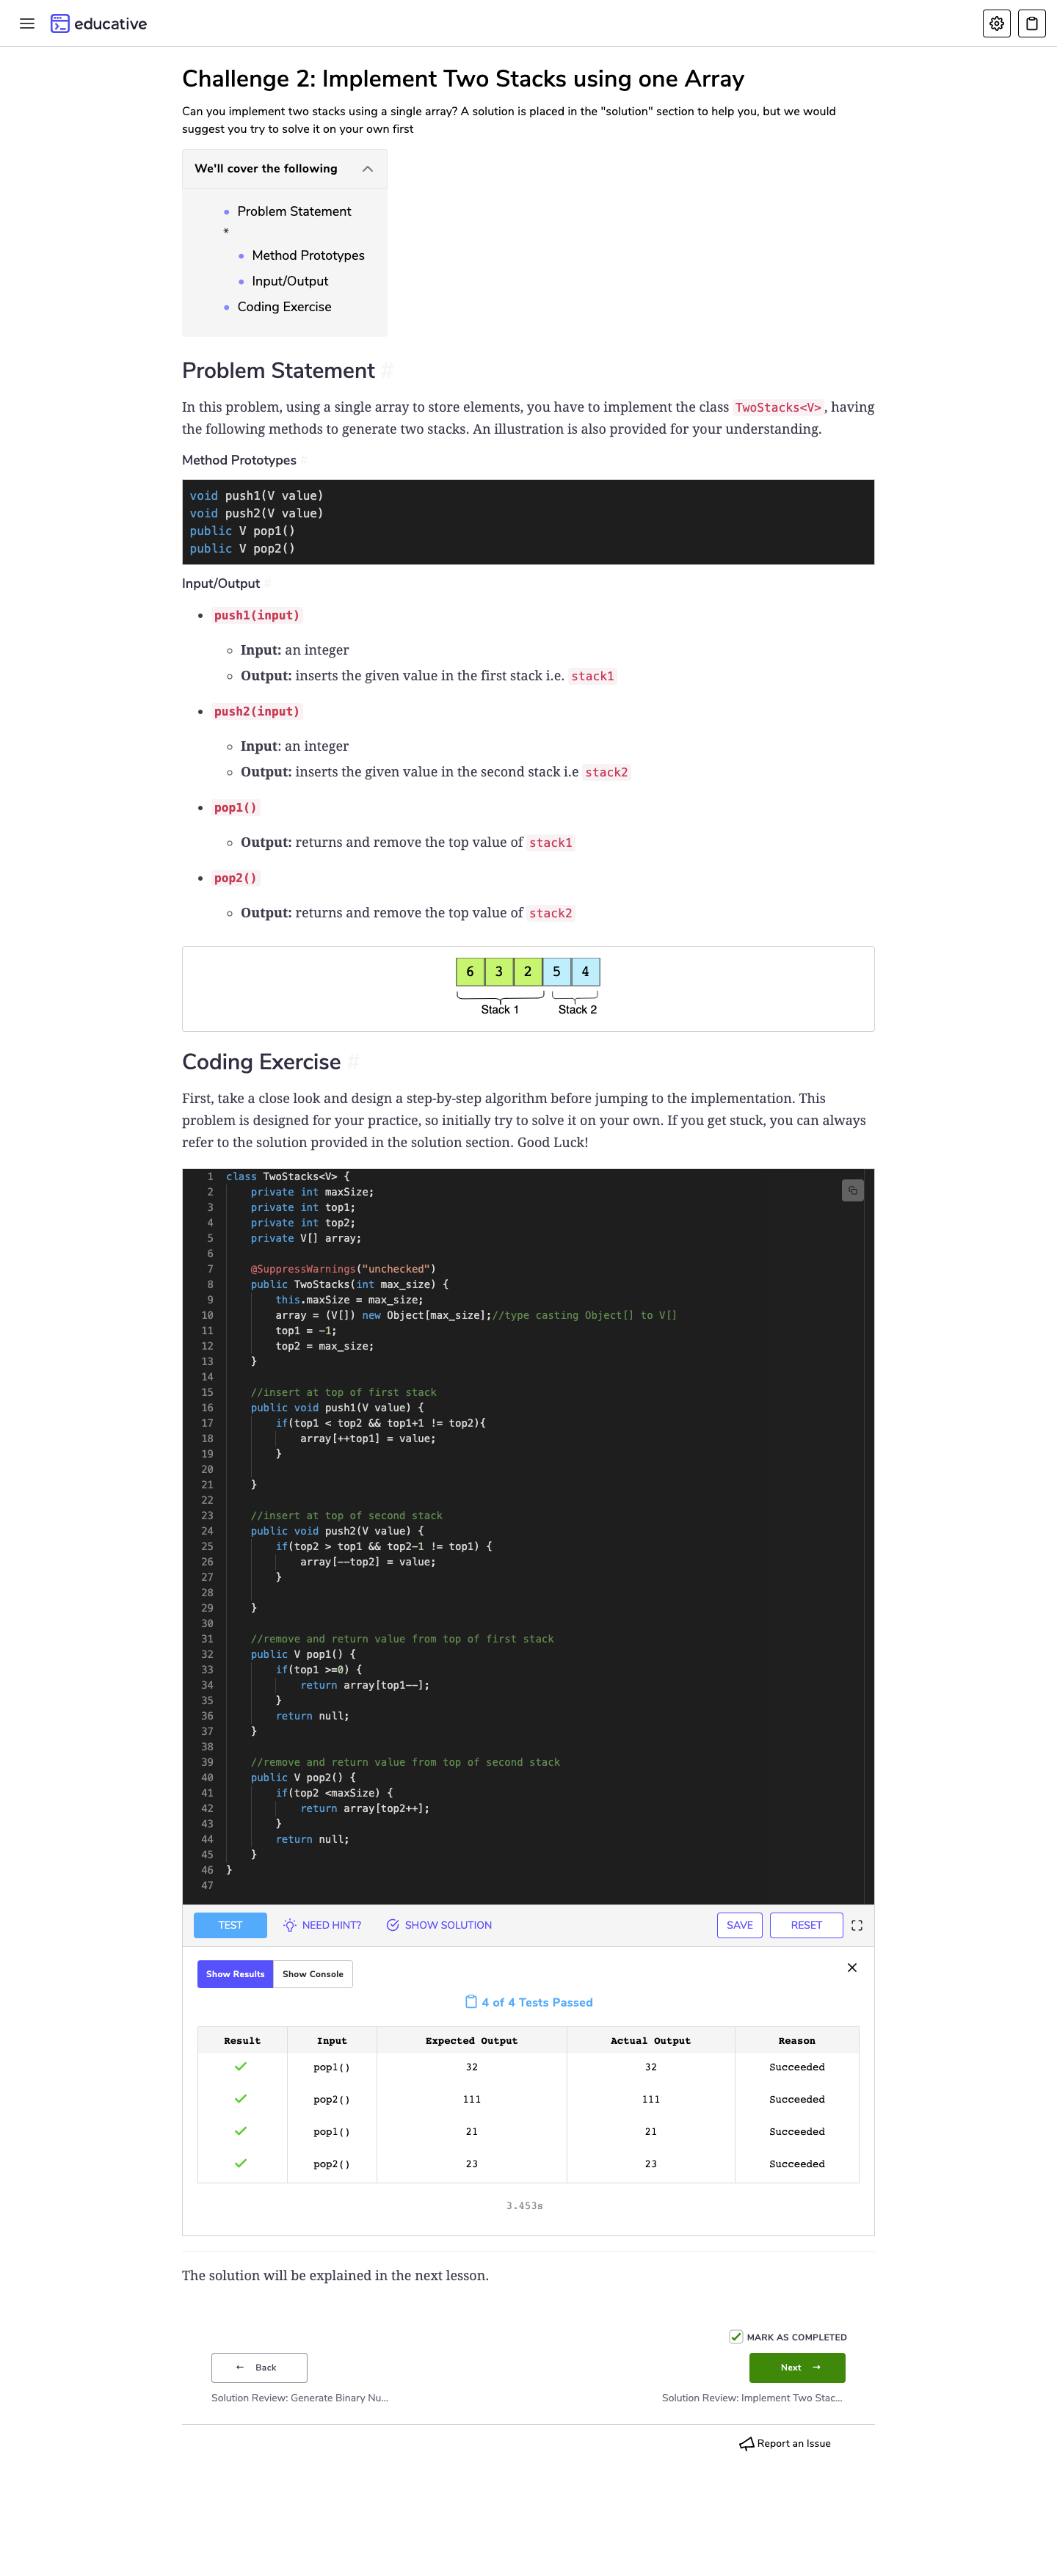 educative
Challenge 2: Implement Two Stacks using one Array
Can you implement two stacks using a single array? A solution is placed in the "solution" section to help you, but we would
suggest you try to solve it on your own first
We'll cover the following
Problem Statement
*
Method Prototypes
Input/Output
Coding Exercise
Problem Statement #
In this problem, using a single array to store elements, you have to implement the class TwoStacks<V>, having
the following methods to generate two stacks. An illustration is also provided for your understanding.
Method Prototypes #
void push1(V value)
void push2(V value)
public V pop1()
public V pop2()
Input/Output #
push1(input)
Input: an integer
Output: inserts the given value in the first stack i.e. stack1
push2(input)
Input: an integer
Output: inserts the given value in the second stack i.e stack2
pop1()
Output: returns and remove the top value of stack1
pop2()
Output: returns and remove the top value of stack2
6 3 2 5 4
Stack 1 Stack 2
Coding Exercise #
First, take a close look and design a step-by-step algorithm before jumping to the implementation. This
problem is designed for your practice, so initially try to solve it on your own. If you get stuck, you can always
refer to the solution provided in the solution section. Good Luck!
1 class TwoStacks<V> {
2 private int maxSize;
3 private int top1;
4 private int top2;
5 private V[] array;
6
7 @SuppressWarnings("unchecked")
8 public TwoStacks(int max_size) {
9 this.maxSize = max_size;
10 array = (V[]) new Object[max_size];//type casting Object[] to V[]
11 top1 = -1;
12 top2 = max_size;
13 }
14
15 //insert at top of first stack
16 public void push1(V value) {
17 if(top1 < top2 && top1+1 != top2){
18 array[++top1] = value;
19 }
20
21 }
22
23 //insert at top of second stack
24 public void push2(V value) {
25 if(top2 > top1 && top2-1 != top1) {
26 array[--top2] = value;
27 }
28
29 }
30
31 //remove and return value from top of first stack
32 public V pop1() {
33 if(top1 >=0) {
34 return array[top1--];
35 }
36 return null;
37 }
38
39 //remove and return value from top of second stack
40 public V pop2() {
41 if(top2 <maxSize) {
42 return array[top2++];
43 }
44 return null;
45 }
46 }
47
TEST NEED HINT? SHOW SOLUTION SAVE RESET
Show Results Show Console
4 of 4 Tests Passed
Result Input Expected Output Actual Output Reason
pop1() 32 32 Succeeded
pop2() 111 111 Succeeded
pop1() 21 21 Succeeded
pop2() 23 23 Succeeded
3.453s
The solution will be explained in the next lesson.
MARK AS COMPLETED
← Back Next →
Solution Review: Generate Binary Nu... Solution Review: Implement Two Stac...
Report an Issue